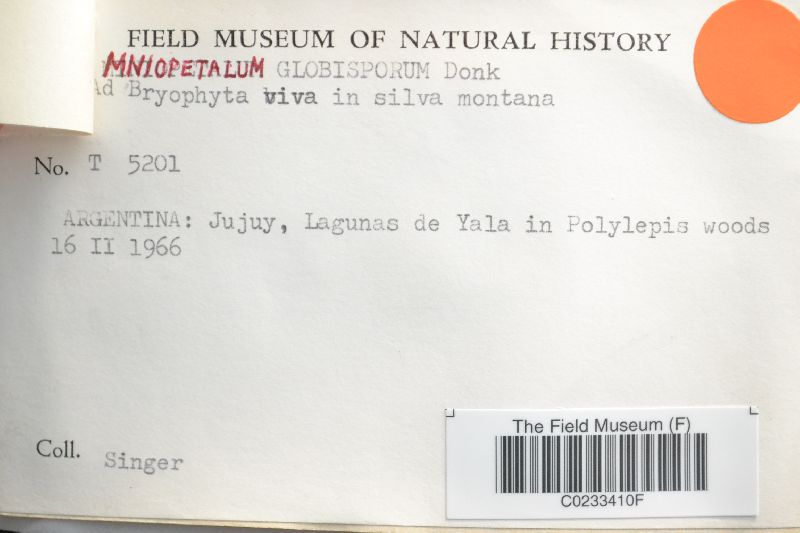 FIELD MUSEUM OF NATURAL HISTORY
MNIOPETALUM GLOBISPORUM Donk
Ad Bryophyta viva in silva montana
No. T 5201
ARGENTINA: Jujuy, Lagunas de Yala in Polylepis woods
16 II 1966
Coll. Singer
The Field Museum (F)
C0233410F